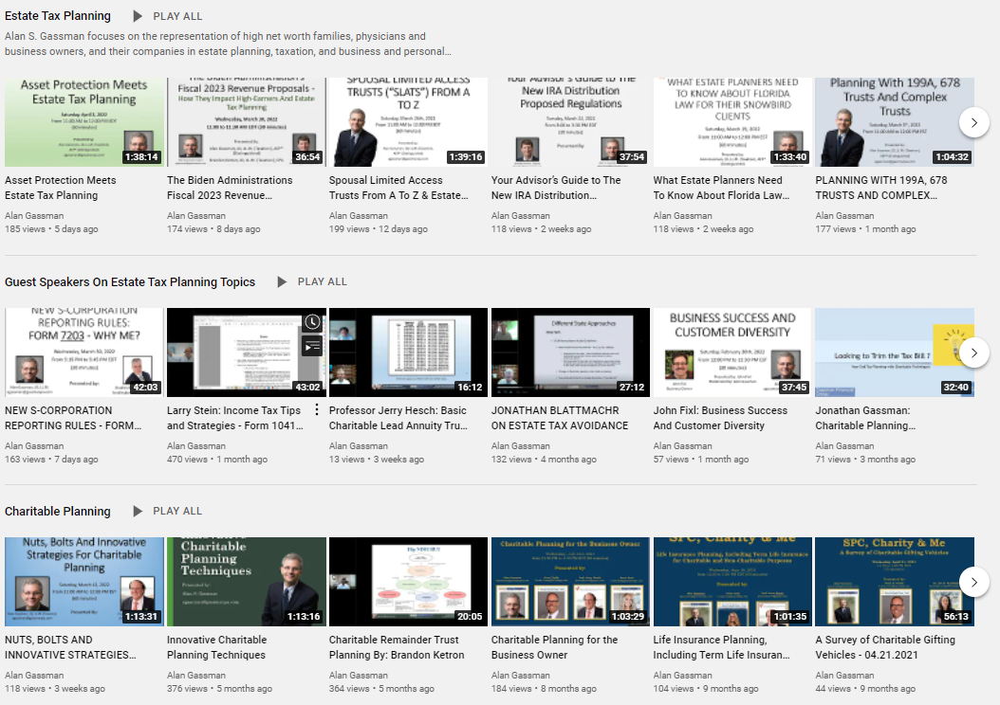 Estate Tax Planning PLAY ALL
Alan S. Gassman focuses on the representation of high net worth families, physicians and
business owners, and their companies in estate planning, taxation, and business and personal...
Asset Protection Meets
Estate Tax Planning
1:38:14
The Biden Administration's
Fiscal 2023 Revenue Proposals -
How They Impact High-Earners And Estate
Tax Planning
36:54
SPOUSAL LIMITED ACCESS
TRUSTS ("SLATS") FROM A
TO Z
1:39:16
Your Advisor's Guide to The
New IRA Distribution
Proposed Regulations
37:54
WHAT ESTATE PLANNERS NEED
TO KNOW ABOUT FLORIDA
LAW FOR THEIR SNOWBIRD
CLIENTS
1:33:40
Planning With 199A, 678
Trusts And Complex
Trusts
1:04:32
Asset Protection Meets
Estate Tax Planning
Alan Gassman
185 views • 5 days ago
The Biden Administrations
Fiscal 2023 Revenue...
Alan Gassman
174 views • 8 days ago
Spousal Limited Access
Trusts From A To Z & Estate...
Alan Gassman
199 views • 12 days ago
Your Advisor's Guide to The
New IRA Distribution...
Alan Gassman
118 views • 2 weeks ago
What Estate Planners Need
To Know About Florida Law...
Alan Gassman
118 views • 2 weeks ago
PLANNING WITH 199A, 678
TRUSTS AND COMPLEX...
Alan Gassman
177 views • 1 month ago
Guest Speakers On Estate Tax Planning Topics PLAY ALL
NEW S-CORPORATION
REPORTING RULES:
FORM 7203 - WHY ME?
42:03
43:02
16:12
Different State Approaches
27:12
BUSINESS SUCCESS AND
CUSTOMER DIVERSITY
37:45
Looking to Trim the Tax Bill?
32:40
NEW S-CORPORATION
REPORTING RULES - FORM...
Alan Gassman
163 views • 7 days ago
Larry Stein: Income Tax Tips
and Strategies - Form 1041...
Alan Gassman
470 views • 1 month ago
Professor Jerry Hesch: Basic
Charitable Lead Annuity Tru...
Alan Gassman
13 views • 3 weeks ago
JONATHAN BLATTMACHR
ON ESTATE TAX AVOIDANCE
Alan Gassman
132 views • 4 months ago
John Fixl: Business Success
And Customer Diversity
Alan Gassman
57 views • 1 month ago
Jonathan Gassman:
Charitable Planning...
Alan Gassman
71 views • 3 months ago
Charitable Planning PLAY ALL
Nuts, Bolts And Innovative
Strategies For Charitable
Planning
1:13:31
Innovative
Charitable
Planning
Techniques
1:13:16
20:05
Charitable Planning for the Business Owner
1:03:29
SPC, Charity & Me
Life Insurance Planning, Including Term Life Insurance
for Charitable and Non-Charitable Purposes
1:01:35
SPC, Charity & Me
A Survey of Charitable Gifting Vehicles
56:13
NUTS, BOLTS AND
INNOVATIVE STRATEGIES...
Alan Gassman
118 views • 3 weeks ago
Innovative Charitable
Planning Techniques
Alan Gassman
376 views • 5 months ago
Charitable Remainder Trust
Planning By: Brandon Ketron
Alan Gassman
364 views • 5 months ago
Charitable Planning for the
Business Owner
Alan Gassman
184 views • 8 months ago
Life Insurance Planning,
Including Term Life Insuran...
Alan Gassman
104 views • 9 months ago
A Survey of Charitable Gifting
Vehicles - 04.21.2021
Alan Gassman
44 views • 9 months ago